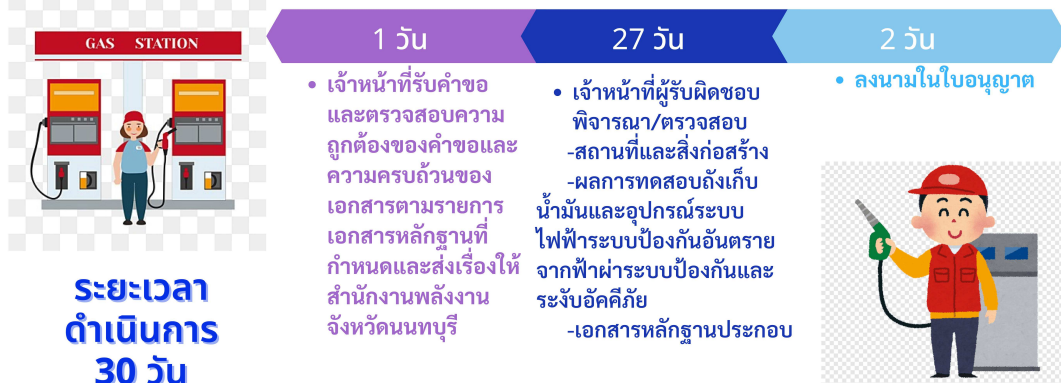 GAS STATION
ระยะเวลา
ดำเนินการ
30 วัน
1 วัน
• เจ้าหน้าที่รับคำขอ
และตรวจสอบความ
ถูกต้องของคำขอและ
ความครบถ้วนของ
เอกสารตามรายการ
เอกสารหลักฐานที่
กำหนดและส่งเรื่องให้
สำนักงานพลังงาน
จังหวัดนนทบุรี
27 วัน
• เจ้าหน้าที่ผู้รับผิดชอบ
พิจารณา/ตรวจสอบ
-สถานที่และสิ่งก่อสร้าง
-ผลการทดสอบถังเก็บ
น้ำมันและอุปกรณ์ระบบ
ไฟฟ้าระบบป้องกันอันตราย
จากฟ้าผ่าระบบป้องกันและ
ระงับอัคคีภัย
-เอกสารหลักฐานประกอบ
2 วัน
• ลงนามในใบอนุญาต